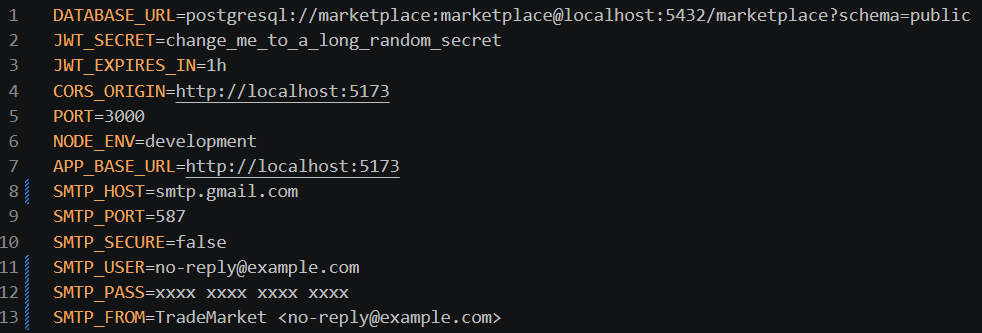 1 DATABASE_URL=postgresql://marketplace:marketplace@localhost:5432/marketplace?schema=public
2 JWT_SECRET=change_me_to_a_long_random_secret
3 JWT_EXPIRES_IN=1h
4 CORS_ORIGIN=http://localhost:5173
5 PORT=3000
6 NODE_ENV=development
7 APP_BASE_URL=http://localhost:5173
8 SMTP_HOST=smtp.gmail.com
9 SMTP_PORT=587
10 SMTP_SECURE=false
11 SMTP_USER=no-reply@example.com
12 SMTP_PASS=xxxx xxxx xxxx xxxx
13 SMTP_FROM=TradeMarket <no-reply@example.com>